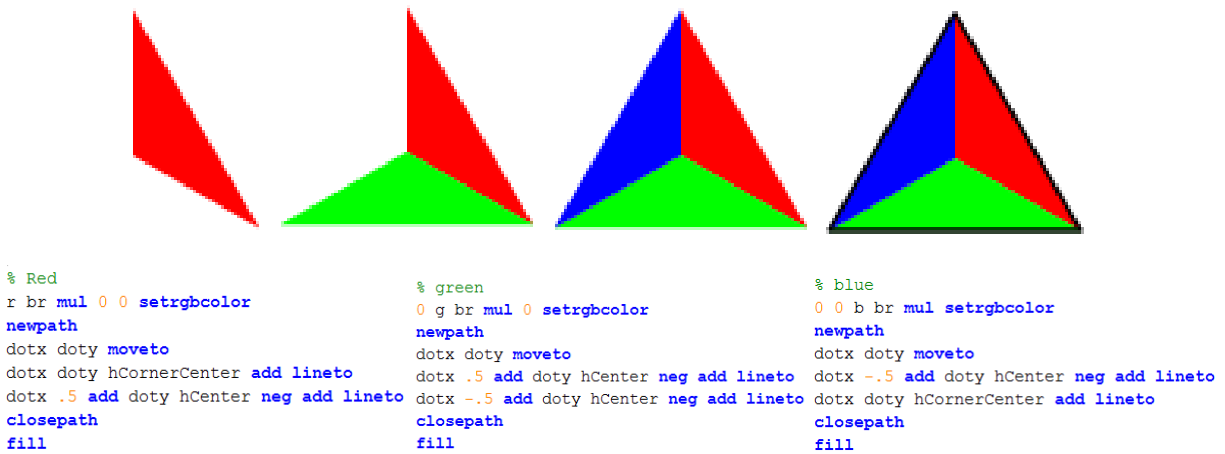 % Red
r br mul 0 0 setrgbcolor
newpath
dotx doty moveto
dotx doty hCornerCenter add lineto
dotx .5 add doty hCenter neg add lineto
closepath
fill
% green
0 g br mul 0 setrgbcolor
newpath
dotx doty moveto
dotx .5 add doty hCenter neg add lineto
dotx -.5 add doty hCenter neg add lineto
closepath
fill
% blue
0 0 b br mul setrgbcolor
newpath
dotx doty moveto
dotx -.5 add doty hCenter neg add lineto
dotx doty hCornerCenter add lineto
closepath
fill